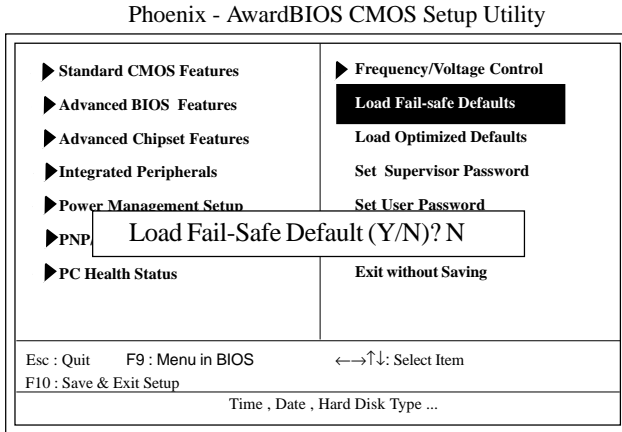 Phoenix - AwardBIOS CMOS Setup Utility
Standard CMOS Features
Advanced BIOS Features
Advanced Chipset Features
Integrated Peripherals
Power Management Setup
PNP/
PC Health Status
Frequency/Voltage Control
Load Fail-safe Defaults
Load Optimized Defaults
Set Supervisor Password
Set User Password
Exit without Saving
Load Fail-Safe Default (Y/N)? N
Esc : Quit F9 : Menu in BIOS ←→↑↓: Select Item
F10 : Save & Exit Setup
Time , Date , Hard Disk Type ...